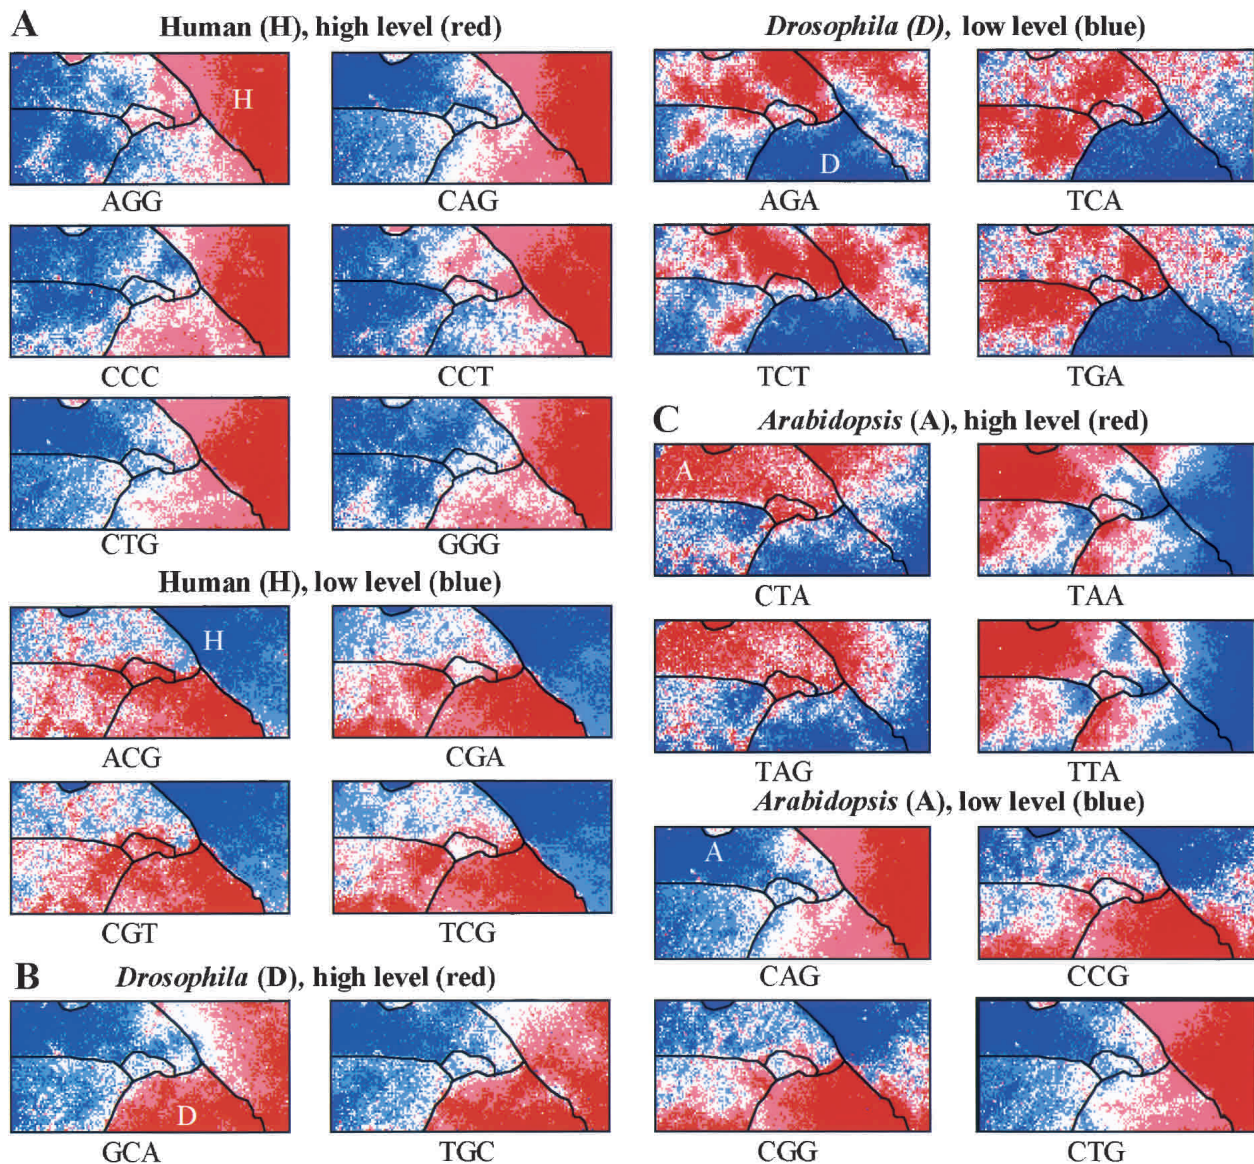 A
Human (H), high level (red)
H
AGG
CAG
CCC
CCT
CTG
GGG
Human (H), low level (blue)
H
ACG
CGA
CGT
TCG
B
Drosophila (D), high level (red)
D
GCA
TGC
Drosophila (D), low level (blue)
D
AGA
TCA
TCT
TGA
C
Arabidopsis (A), high level (red)
A
CTA
TAA
TAG
TTA
Arabidopsis (A), low level (blue)
A
CAG
CCG
CGG
CTG